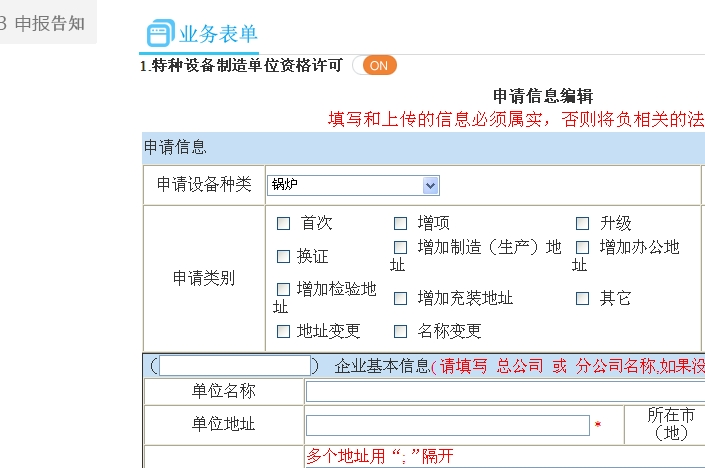 3 申报告知
业务表单
1.特种设备制造单位资格许可 ON
申请信息编辑
填写和上传的信息必须属实，否则将负相关的法
申请信息
申请设备种类 锅炉
申请类别
首次 增项 升级
换证 增加制造（生产）地址 增加办公地址
增加检验地址 增加充装地址 其它
地址变更 名称变更
（ ） 企业基本信息(请填写 总公司 或 分公司名称,如果没
单位名称
单位地址 * 所在市（地）
多个地址用“;”隔开